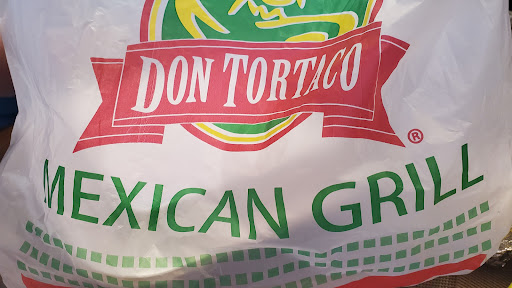 DON TORTACO
®
MEXICAN GRILL